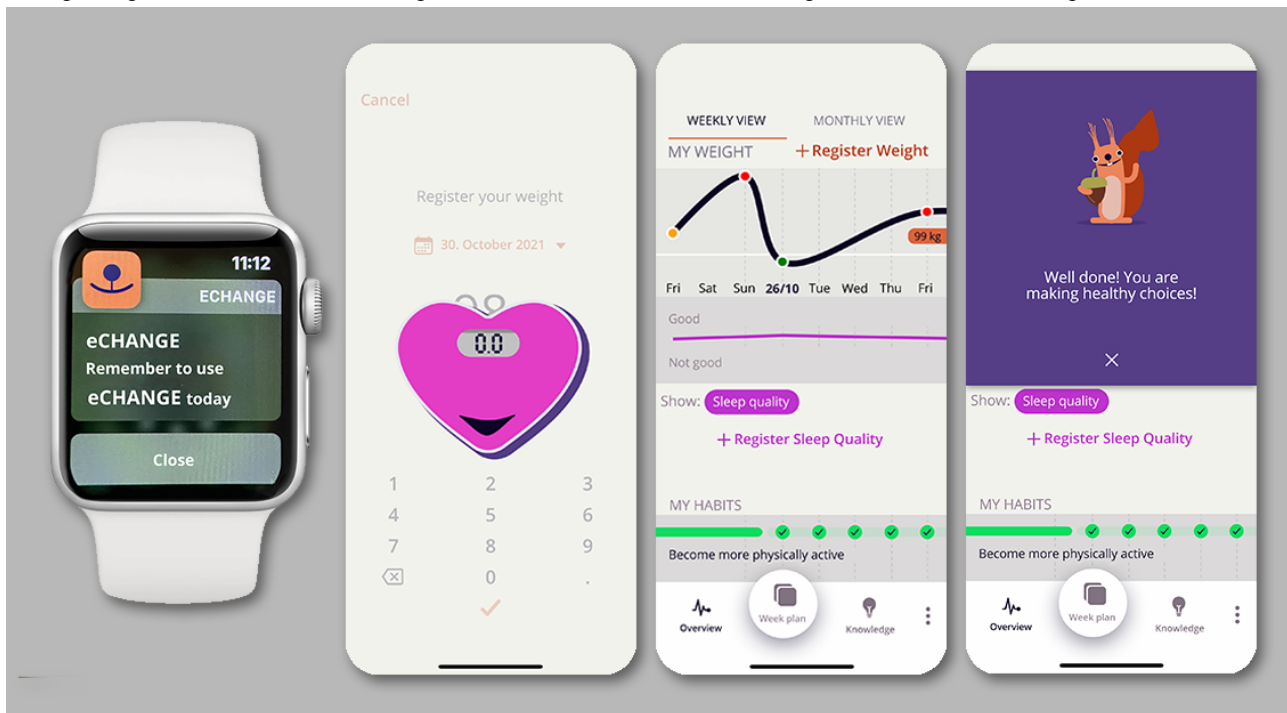 11:12
ECHANGE
eCHANGE
Remember to use
eCHANGE today
Close
Cancel
Register your weight
30. October 2021
0.0
1 2 3
4 5 6
7 8 9
0 .
WEEKLY VIEW MONTHLY VIEW
MY WEIGHT + Register Weight
99 kg
Fri Sat Sun 26/10 Tue Wed Thu Fri
Good
Not good
Show: Sleep quality
+ Register Sleep Quality
MY HABITS
Become more physically active
Overview Week plan Knowledge
Well done! You are
making healthy choices!
Show: Sleep quality
+ Register Sleep Quality
MY HABITS
Become more physically active
Overview Week plan Knowledge